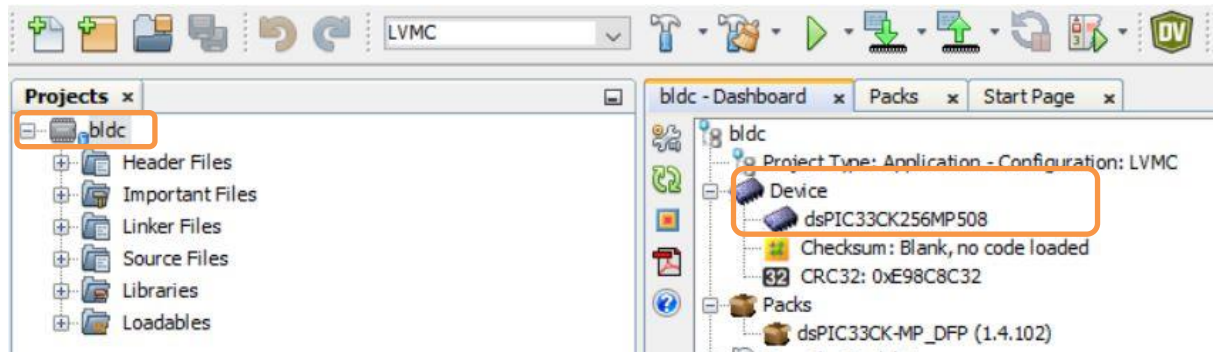 LVMC
DV
Projects
bldc
Header Files
Important Files
Linker Files
Source Files
Libraries
Loadables
bldc - Dashboard
Packs
Start Page
bldc
Project Type: Application - Configuration: LVMC
Device
dsPIC33CK256MP508
Checksum : Blank, no code loaded
32 CRC32: 0xE98C8C32
Packs
dsPIC33CK-MP_DFP (1.4.102)